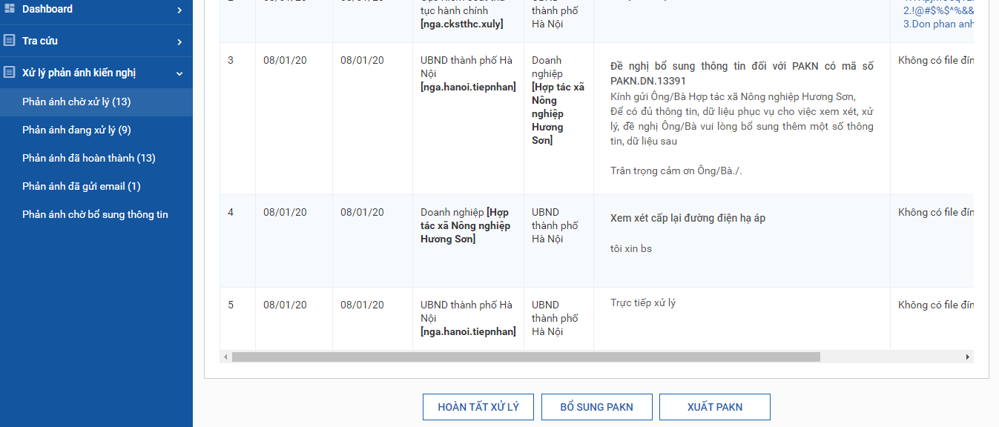 Dashboard
Tra cứu
Xử lý phản ánh kiến nghị
Phản ánh chờ xử lý (13)
Phản ánh đang xử lý (9)
Phản ánh đã hoàn thành (13)
Phản ánh đã gửi email (1)
Phản ánh chờ bổ sung thông tin
tục hành chính
[nga.ckstthc.xuly]
thành phố
Hà Nội
2.!@#$%$^%&&
3.Don phan anh
3
08/01/20
08/01/20
UBND thành phố Hà
Nội
[nga.hanoi.tiepnhan]
Doanh
nghiệp
[Hợp tác xã
Nông
nghiệp
Hương
Sơn]
Đề nghị bổ sung thông tin đối với PAKN có mã số
PAKN.DN.13391
Kính gửi Ông/Bà Hợp tác xã Nông nghiệp Hương Sơn,
Để có đủ thông tin, dữ liệu phục vụ cho việc xem xét, xử
lý, đề nghị Ông/Bà vui lòng bổ sung thêm một số thông
tin, dữ liệu sau
Trân trọng cảm ơn Ông/Bà./.
Không có file đín
4
08/01/20
08/01/20
Doanh nghiệp [Hợp
tác xã Nông nghiệp
Hương Sơn]
UBND
thành phố
Hà Nội
Xem xét cấp lại đường điện hạ áp
tôi xin bs
Không có file đín
5
08/01/20
08/01/20
UBND thành phố Hà
Nội
[nga.hanoi.tiepnhan]
UBND
thành phố
Hà Nội
Trực tiếp xử lý
Không có file đín
HOÀN TẤT XỬ LÝ
BỔ SUNG PAKN
XUẤT PAKN